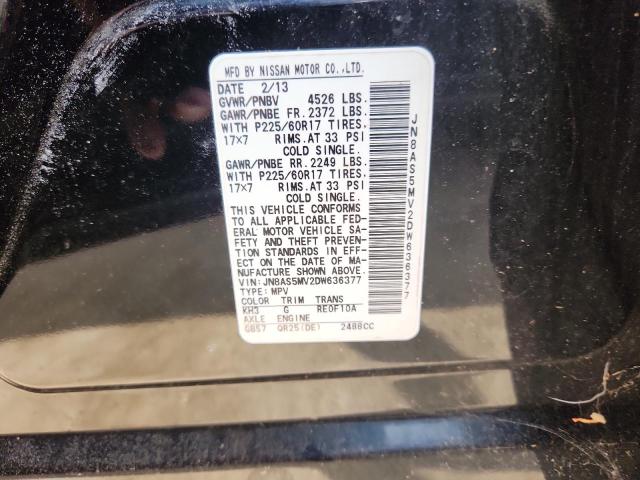 MFD BY NISSAN MOTOR CO.,LTD.
DATE 2/13
GVWR/PNBV 4526 LBS.
GAWR/PNBE FR.2372 LBS.
WITH P225/60R17 TIRES.
17×7 RIMS.AT 33 PSI
COLD SINGLE.
GAWR/PNBE RR.2249 LBS.
WITH P225/60R17 TIRES.
17×7 RIMS.AT 33 PSI
COLD SINGLE.
THIS VEHICLE CONFORMS
TO ALL APPLICABLE FED-
ERAL MOTOR VEHICLE SA-
FETY AND THEFT PREVEN-
TION STANDARDS IN EFF-
ECT ON THE DATE OF MA-
NUFACTURE SHOWN ABOVE.
VIN:JN8AS5MV2DW636377
TYPE:MPV
COLOR TRIM TRANS
KH3 G RE0F10A
AXLE ENGINE
GB57 QR25(DE) 2488CC
JN8AS5MV2DW636377